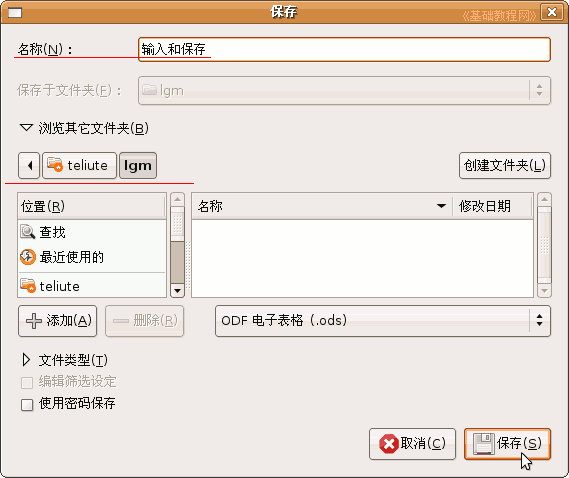 保存
《基础教程网》
名称(N)： 输入和保存
保存于文件夹(F)： lgm
浏览其它文件夹(B)
teliute lgm 创建文件夹(L)
位置(R) 名称 修改日期
查找
最近使用的
teliute
添加(A) 删除(R) ODF 电子表格 (.ods)
文件类型(T)
编辑筛选设定
使用密码保存
取消(C) 保存(S)